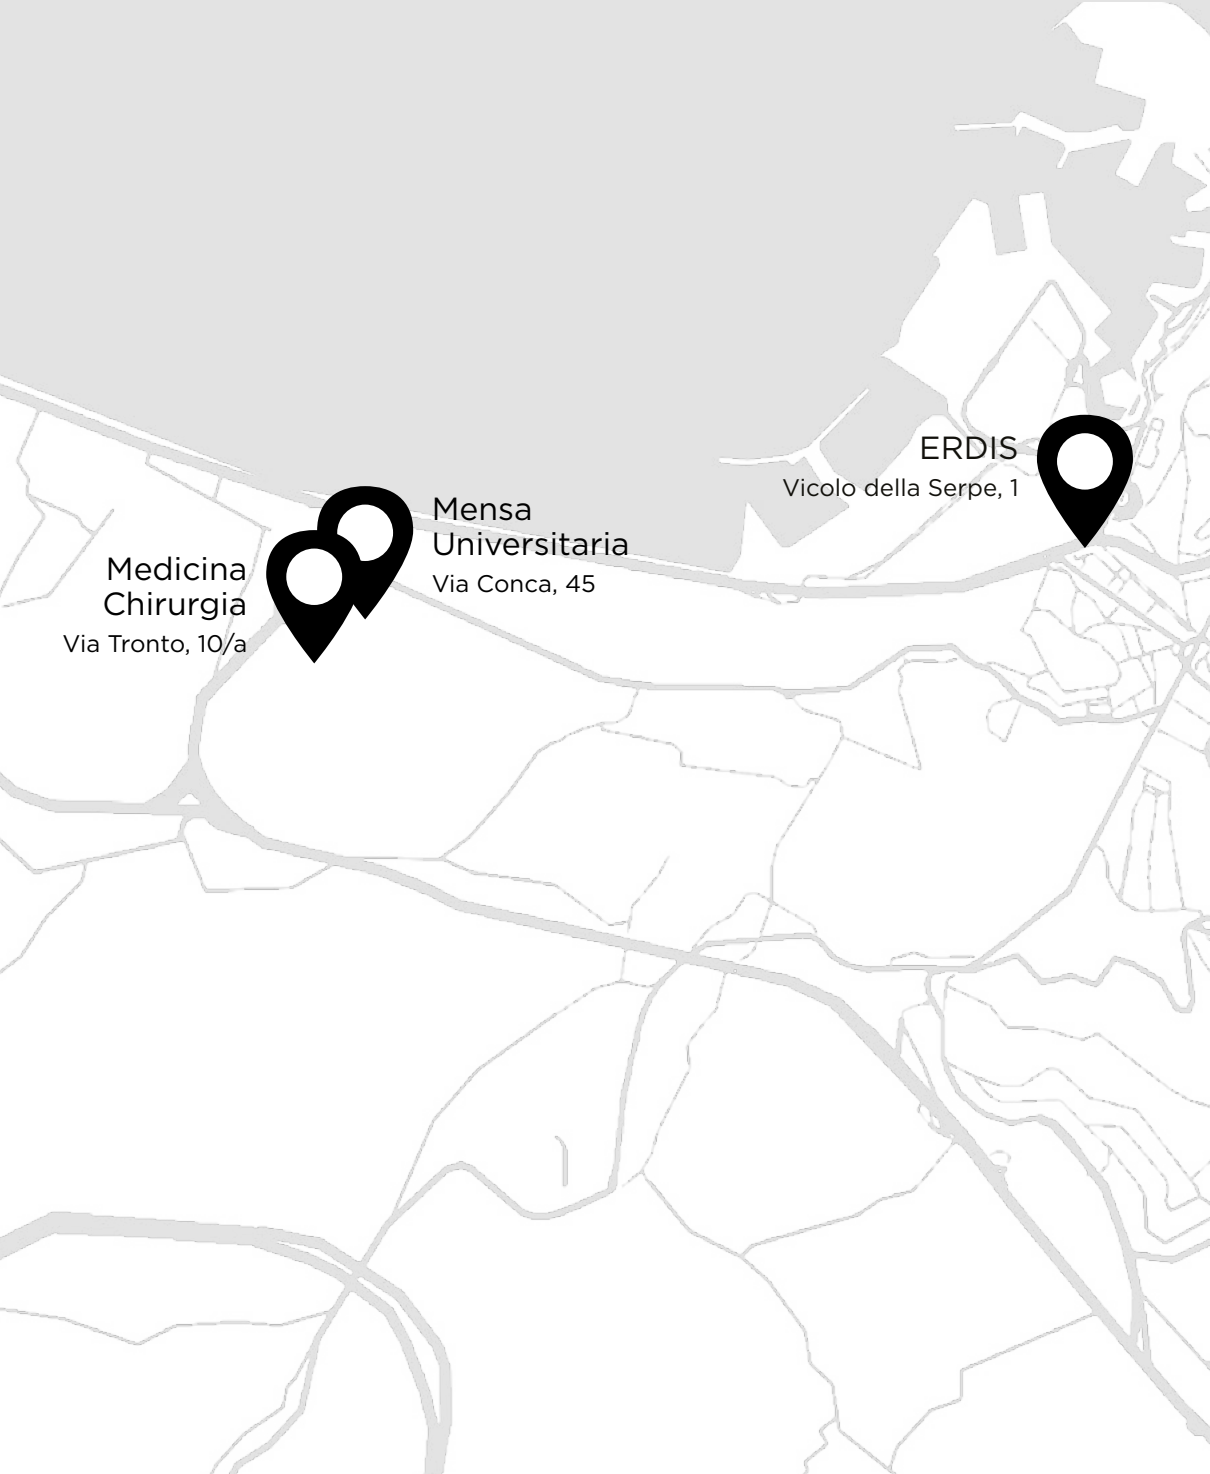 ERDIS
Vicolo della Serpe, 1
Mensa
Universitaria
Via Conca, 45
Medicina
Chirurgia
Via Tronto, 10/a